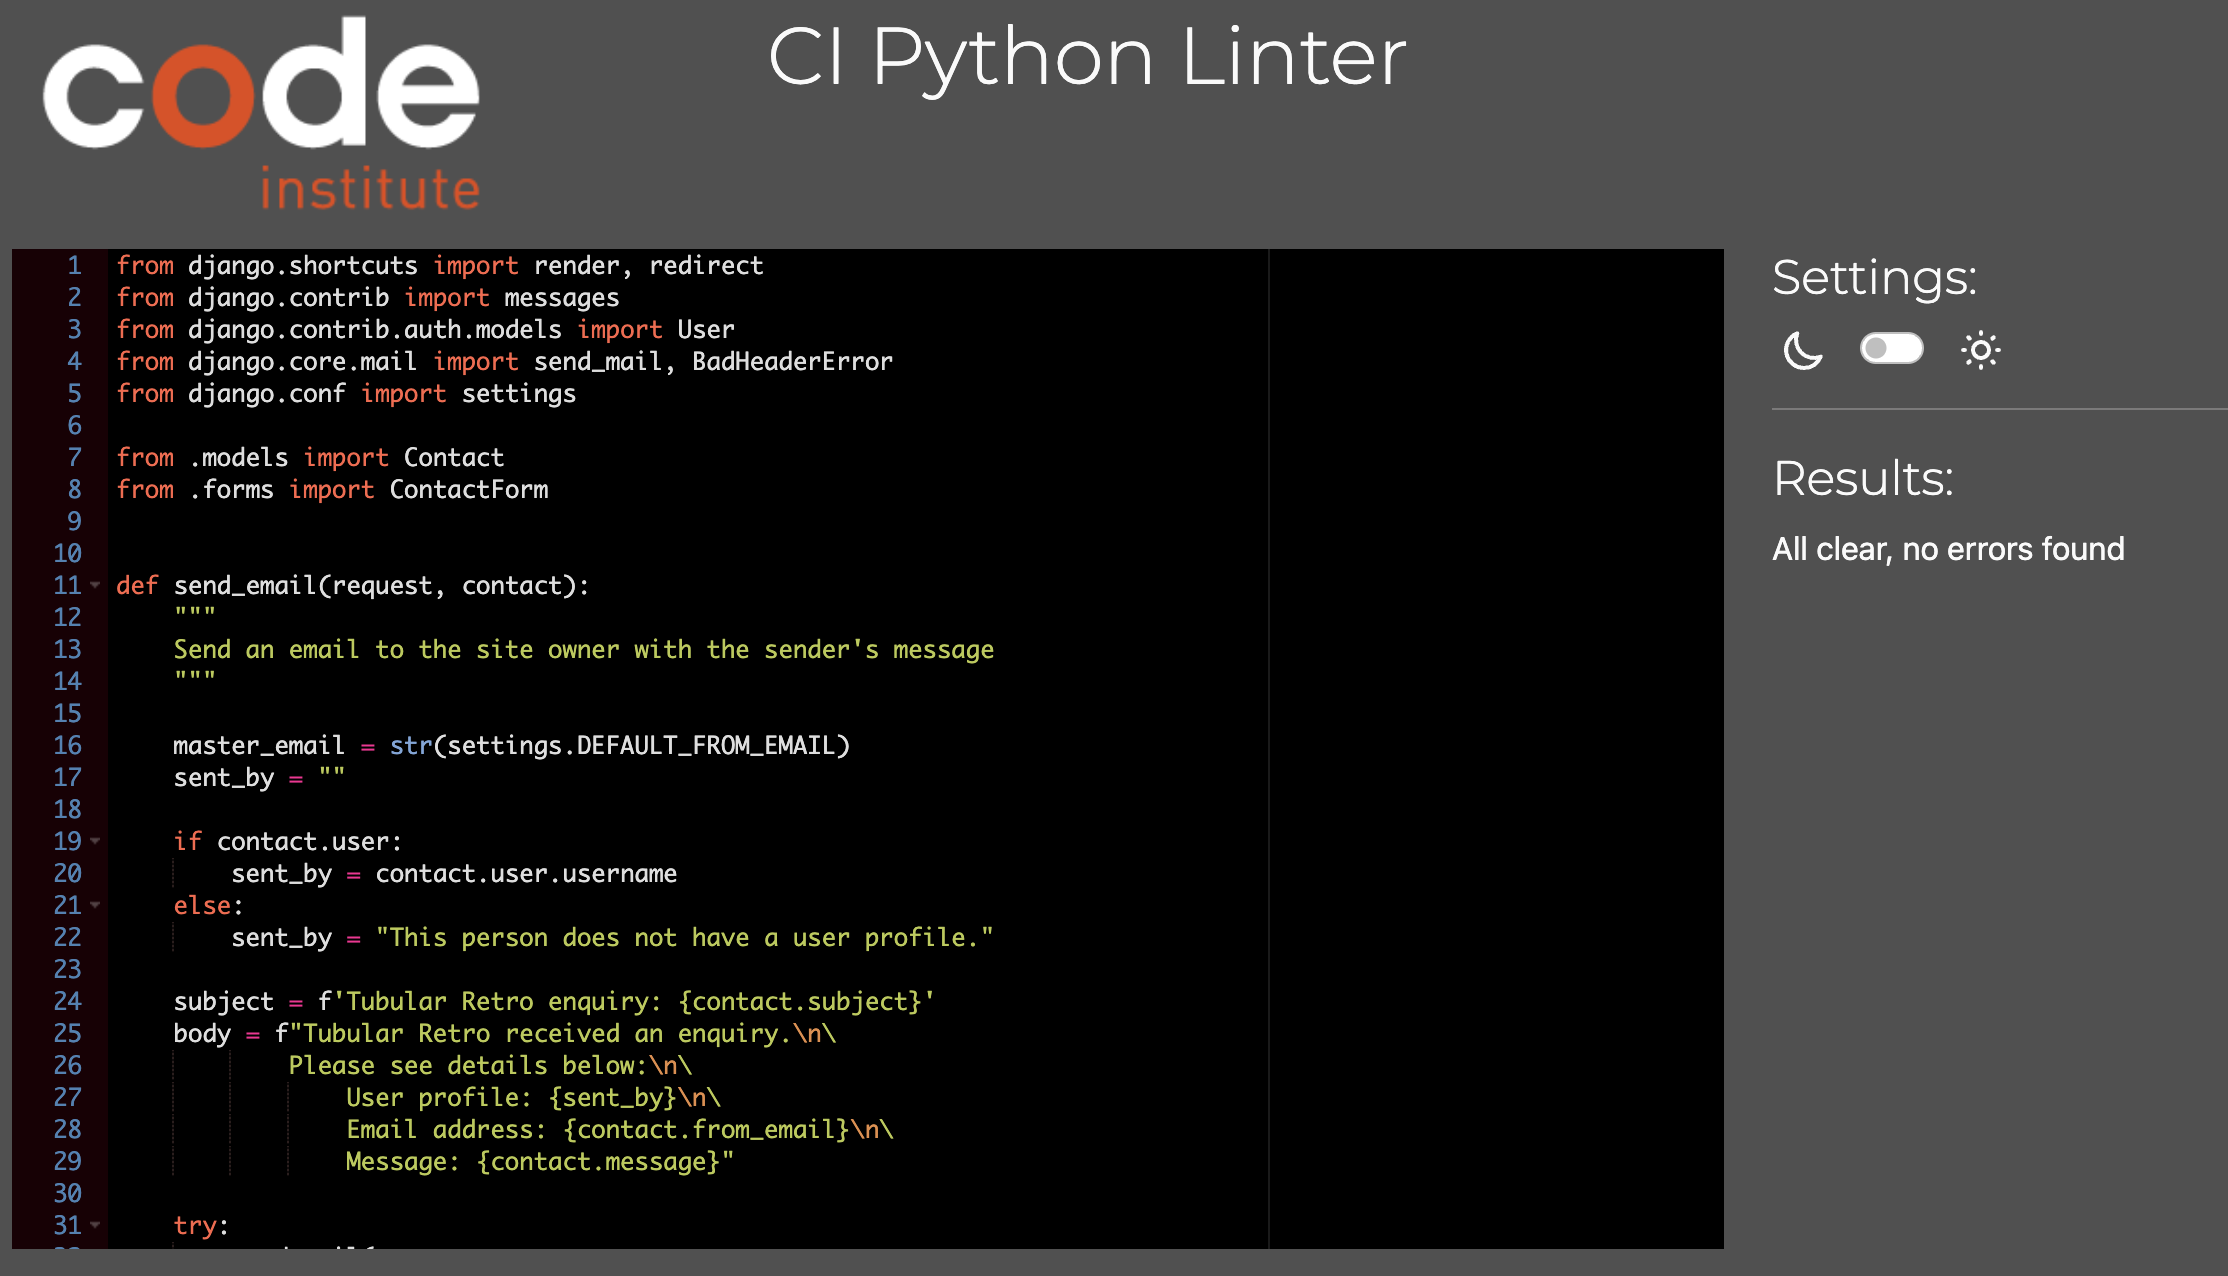 code
institute
CI Python Linter
1 from django.shortcuts import render, redirect
2 from django.contrib import messages
3 from django.contrib.auth.models import User
4 from django.core.mail import send_mail, BadHeaderError
5 from django.conf import settings
6
7 from .models import Contact
8 from .forms import ContactForm
9
10
11 def send_email(request, contact):
12     """
13     Send an email to the site owner with the sender's message
14     """
15
16     master_email = str(settings.DEFAULT_FROM_EMAIL)
17     sent_by = ""
18
19     if contact.user:
20         sent_by = contact.user.username
21     else:
22         sent_by = "This person does not have a user profile."
23
24     subject = f'Tubular Retro enquiry: {contact.subject}'
25     body = f"Tubular Retro received an enquiry.\n\
26             Please see details below:\n\
27                 User profile: {sent_by}\n\
28                 Email address: {contact.from_email}\n\
29                 Message: {contact.message}"
30
31     try:
Settings:
Results:
All clear, no errors found